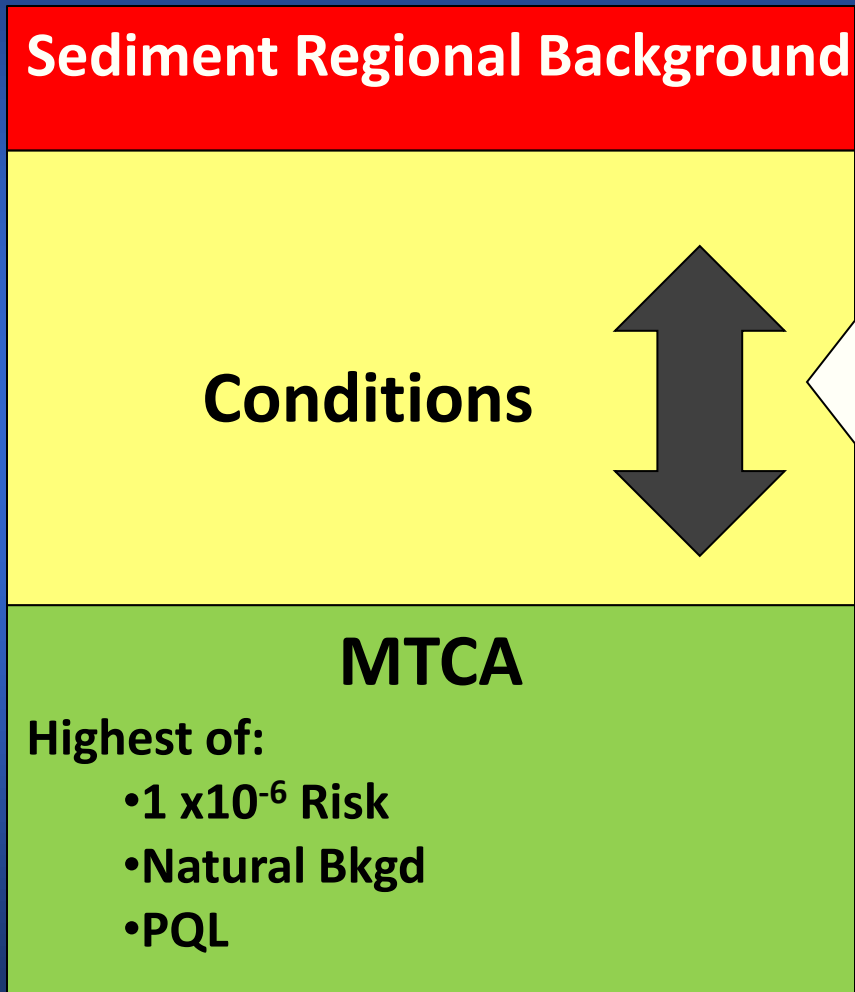 Sediment Regional Background
Conditions
MTCA
Highest of:
•1 x10⁻⁶ Risk
•Natural Bkgd
•PQL